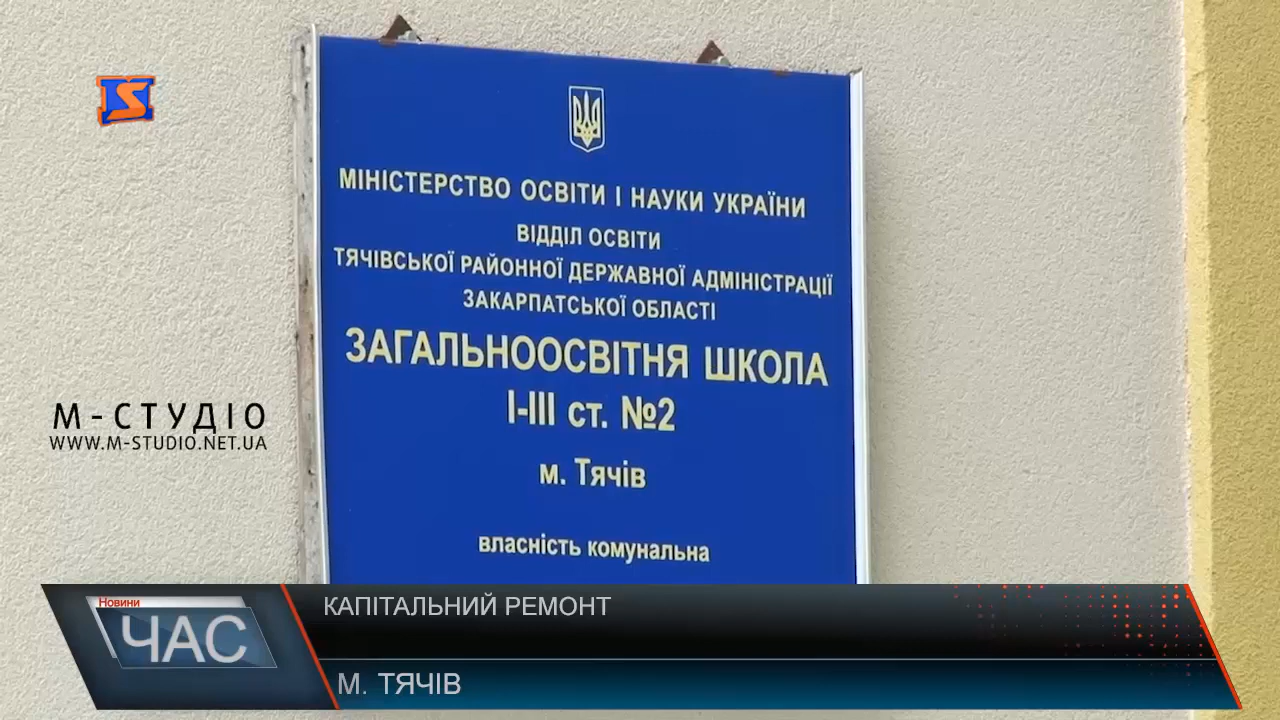 МІНІСТЕРСТВО ОСВІТИ І НАУКИ УКРАЇНИ
ВІДДІЛ ОСВІТИ
ТЯЧІВСЬКОЇ РАЙОННОЇ ДЕРЖАВНОЇ АДМІНІСТРАЦІЇ
ЗАКАРПАТСЬКОЇ ОБЛАСТІ
ЗАГАЛЬНООСВІТНЯ ШКОЛА
І-ІІІ ст. №2
м. Тячів
власність комунальна
М-СТУДІО
WWW.M-STUDIO.NET.UA
Новини
ЧАС
КАПІТАЛЬНИЙ РЕМОНТ
М. ТЯЧІВ